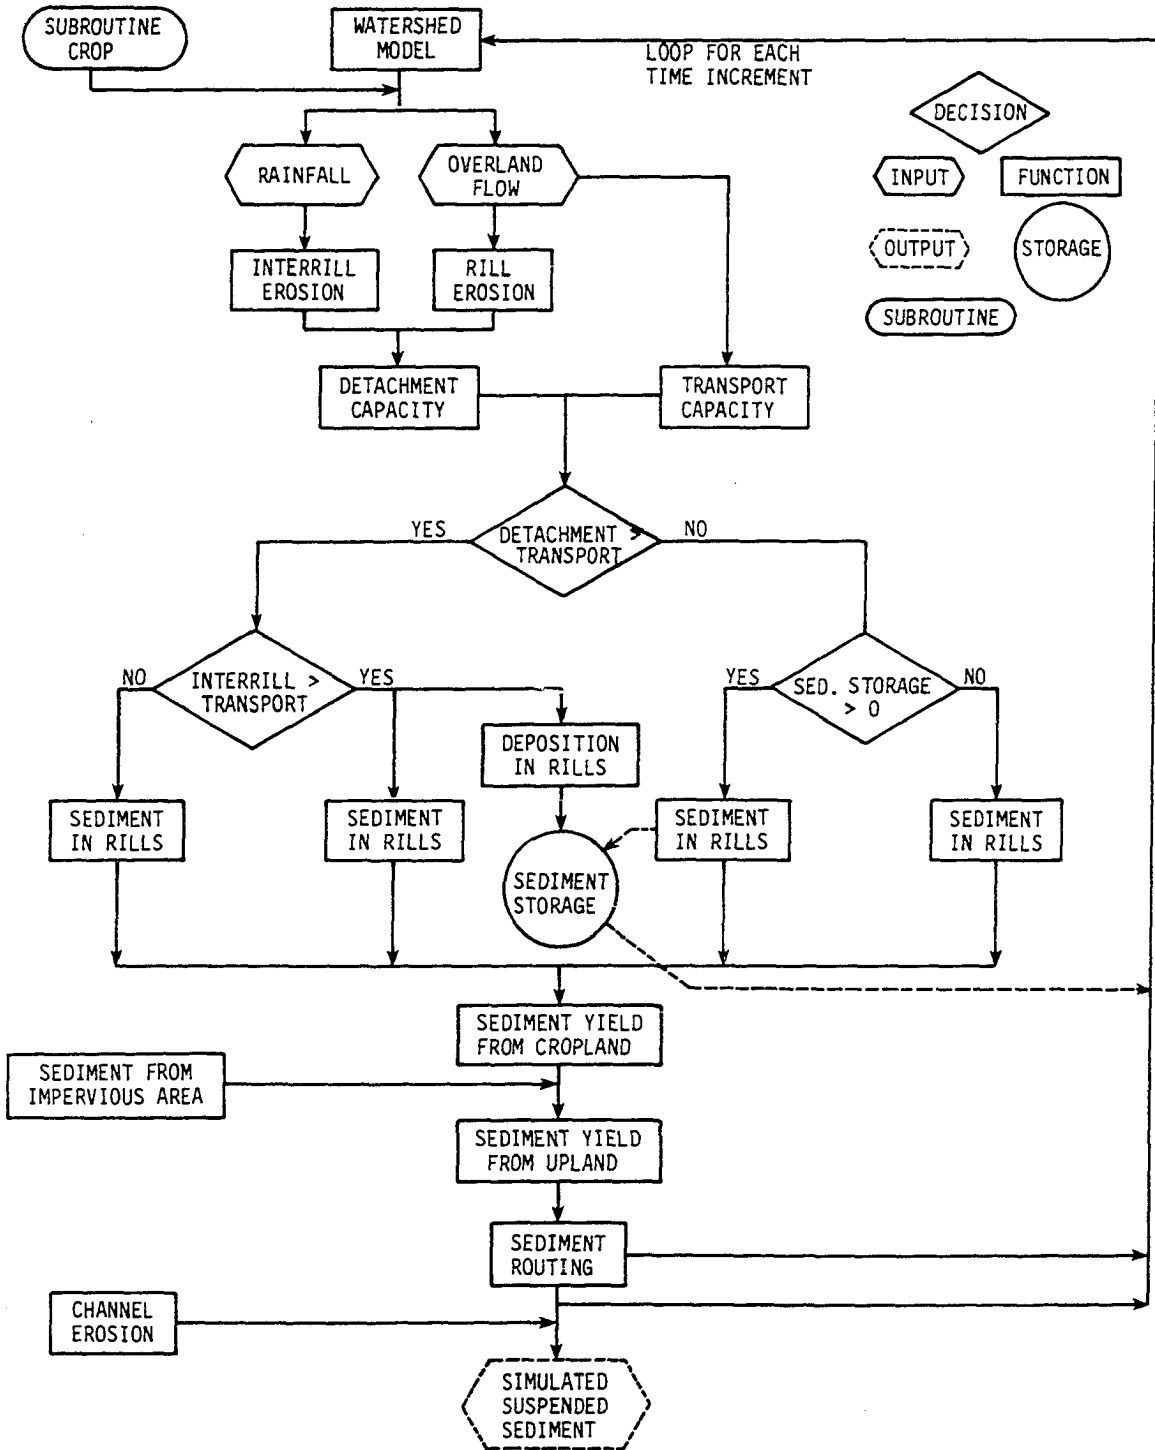 SUBROUTINE
CROP
WATERSHED
MODEL
LOOP FOR EACH
TIME INCREMENT
DECISION
INPUT
FUNCTION
OUTPUT
STORAGE
SUBROUTINE
RAINFALL
OVERLAND
FLOW
INTERRILL
EROSION
RILL
EROSION
DETACHMENT
CAPACITY
TRANSPORT
CAPACITY
YES
DETACHMENT >
TRANSPORT
NO
NO
INTERRILL >
TRANSPORT
YES
YES
SED. STORAGE
> 0
NO
DEPOSITION
IN RILLS
SEDIMENT
IN RILLS
SEDIMENT
IN RILLS
SEDIMENT
STORAGE
SEDIMENT
IN RILLS
SEDIMENT
IN RILLS
SEDIMENT YIELD
FROM CROPLAND
SEDIMENT FROM
IMPERVIOUS AREA
SEDIMENT YIELD
FROM UPLAND
SEDIMENT
ROUTING
CHANNEL
EROSION
SIMULATED
SUSPENDED
SEDIMENT